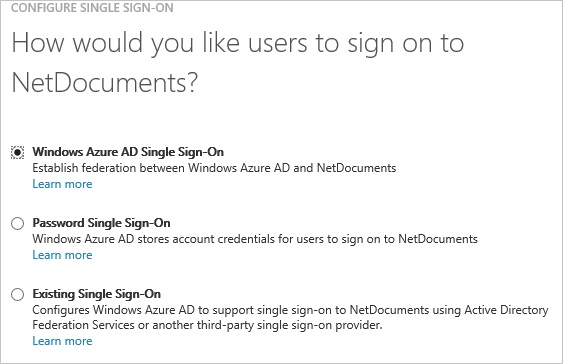 CONFIGURE SINGLE SIGN-ON
How would you like users to sign on to
NetDocuments?
Windows Azure AD Single Sign-On
Establish federation between Windows Azure AD and NetDocuments
Learn more
Password Single Sign-On
Windows Azure AD stores account credentials for users to sign on to NetDocuments
Learn more
Existing Single Sign-On
Configures Windows Azure AD to support single sign-on to NetDocuments using Active Directory
Federation Services or another third-party single sign-on provider.
Learn more